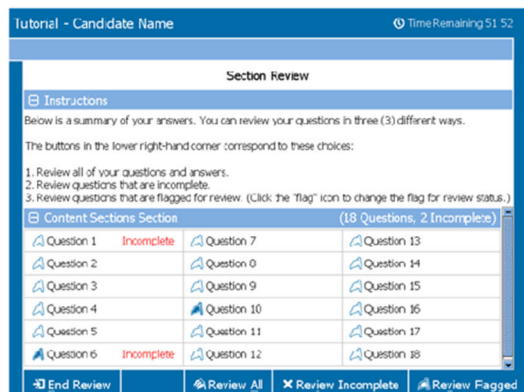 Tutorial - Candidate Name
Time Remaining 51 52
Section Review
Instructions
Below is a summary of your answers. You can review your questions in three (3) different ways.
The buttons in the lower right-hand corner correspond to these choices:
1. Review all of your questions and answers.
2. Review questions that are incomplete.
3. Review questions that are flagged for review. (Click the "flag" icon to change the flag for review status.)
Content Sections Section (18 Questions, 2 Incomplete)
Question 1 Incomplete Question 7 Question 13
Question 2 Question 8 Question 14
Question 3 Question 9 Question 15
Question 4 Question 10 Question 16
Question 5 Question 11 Question 17
Question 6 Incomplete Question 12 Question 18
End Review Review All Review Incomplete Review Flagged